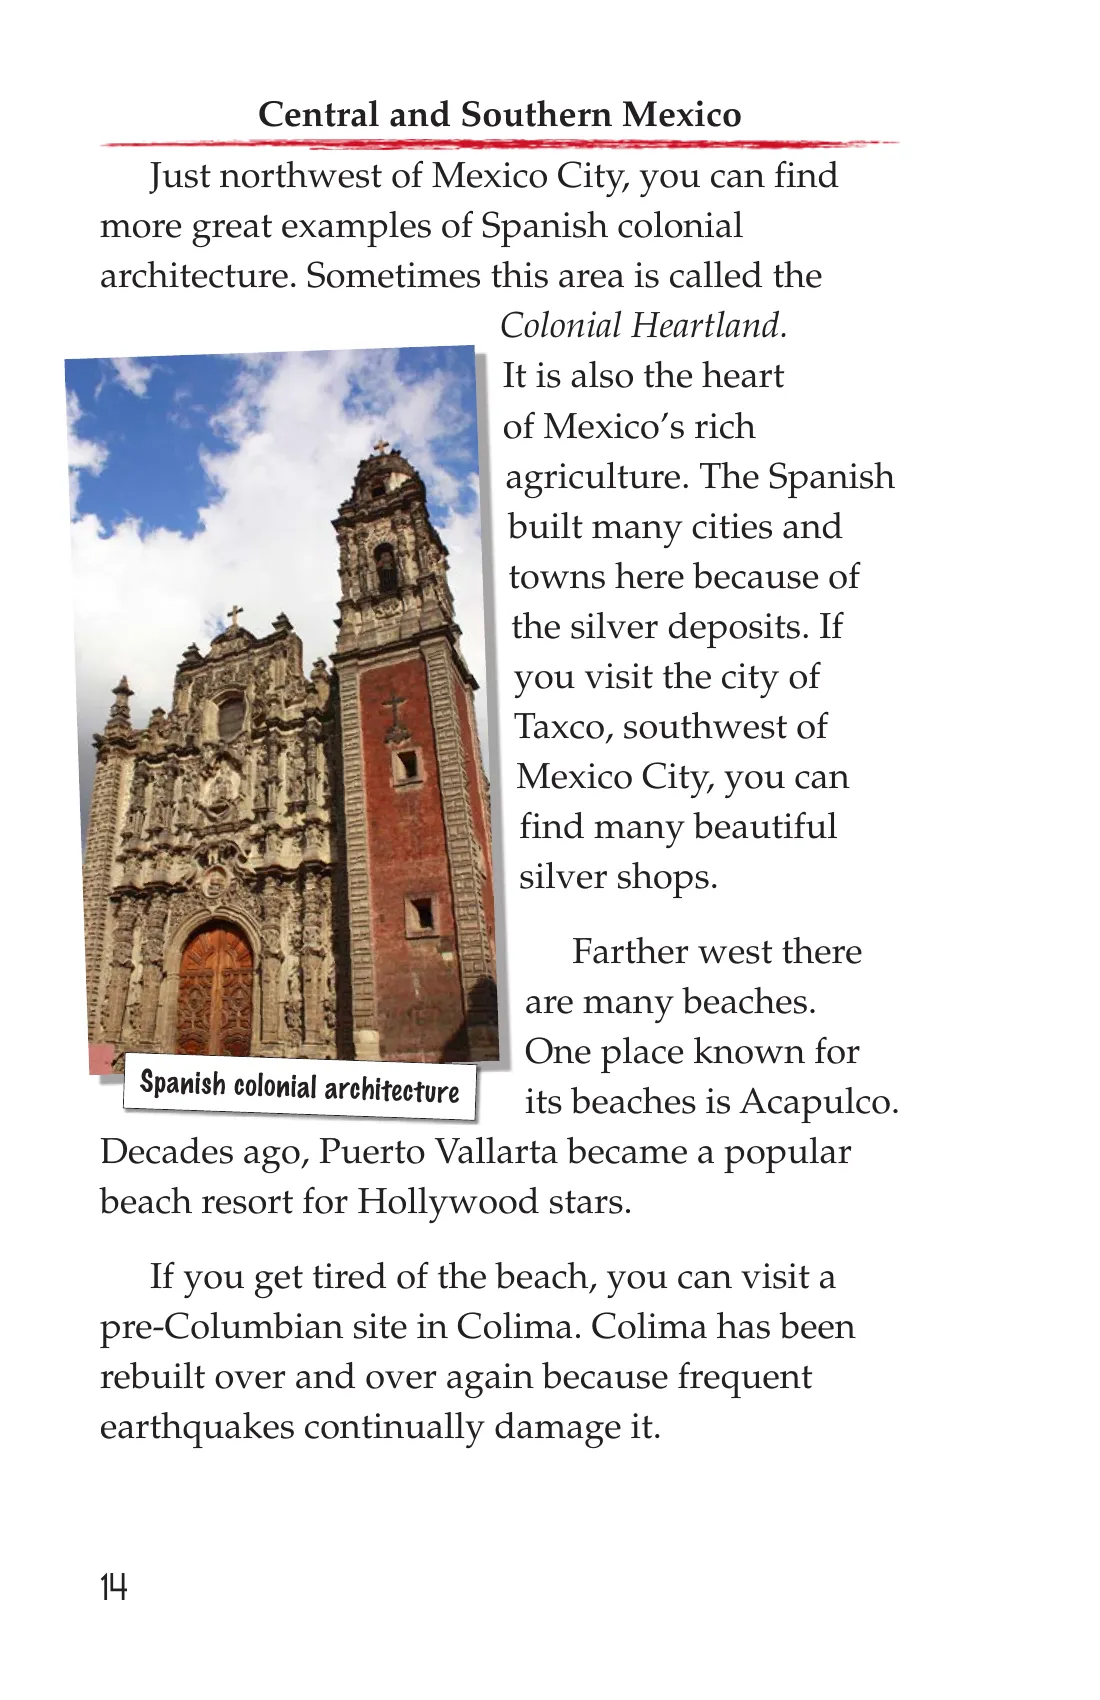 Central and Southern Mexico
Just northwest of Mexico City, you can find
more great examples of Spanish colonial
architecture. Sometimes this area is called the
Colonial Heartland.
It is also the heart
of Mexico’s rich
agriculture. The Spanish
built many cities and
towns here because of
the silver deposits. If
you visit the city of
Taxco, southwest of
Mexico City, you can
find many beautiful
silver shops.
Spanish colonial architecture
Farther west there
are many beaches.
One place known for
its beaches is Acapulco.
Decades ago, Puerto Vallarta became a popular
beach resort for Hollywood stars.
If you get tired of the beach, you can visit a
pre-Columbian site in Colima. Colima has been
rebuilt over and over again because frequent
earthquakes continually damage it.
14